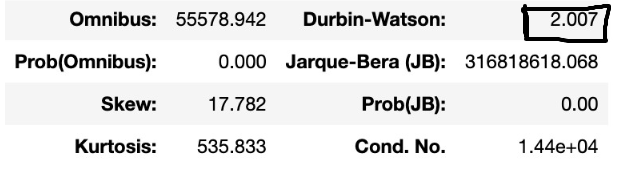 Omnibus: 55578.942 Durbin-Watson: 2.007
Prob(Omnibus): 0.000 Jarque-Bera (JB): 316818618.068
Skew: 17.782 Prob(JB): 0.00
Kurtosis: 535.833 Cond. No. 1.44e+04